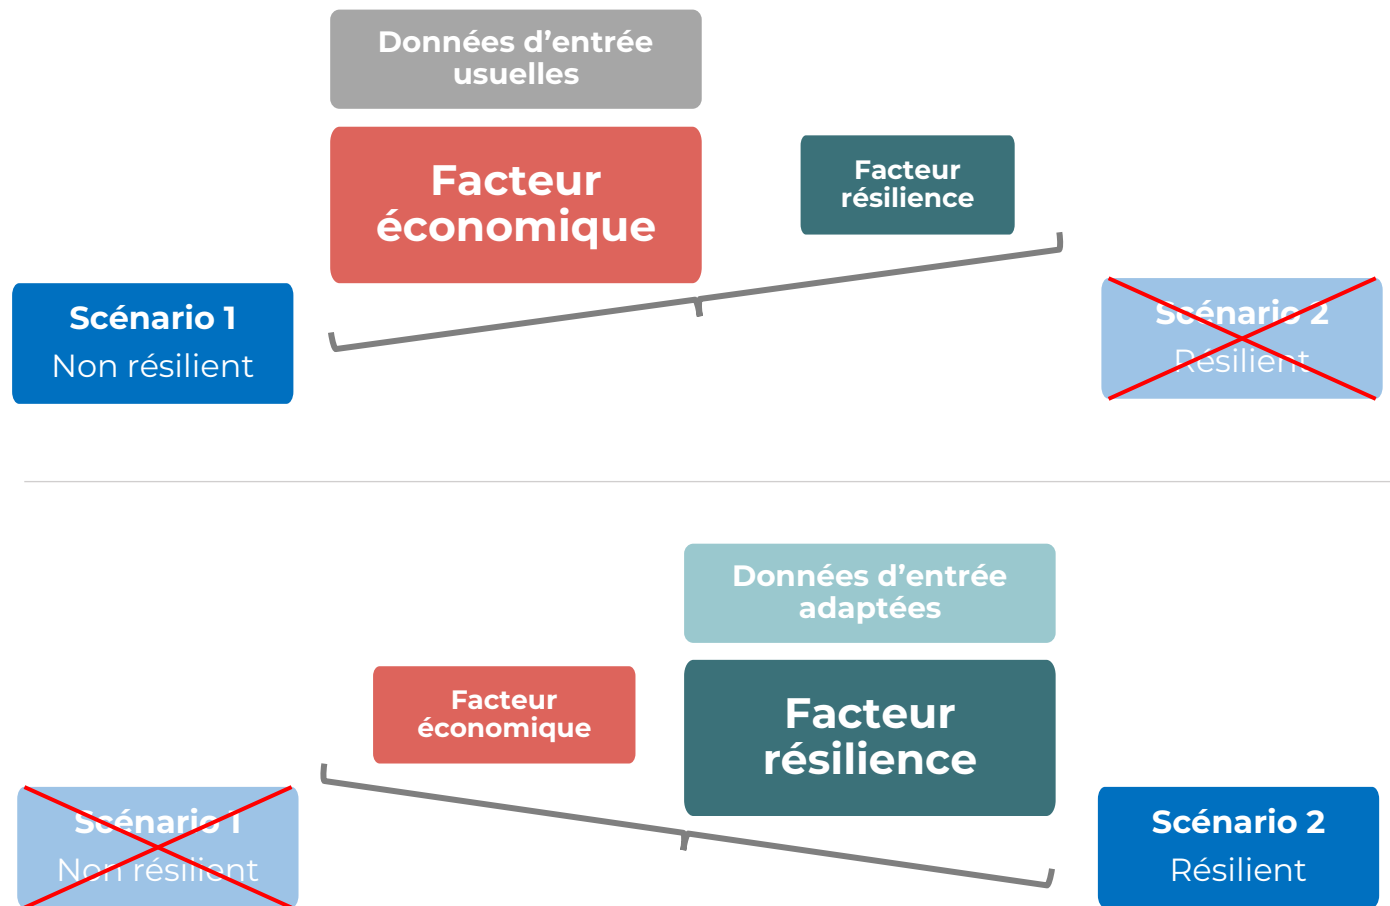 Données d’entrée
usuelles
Facteur
économique
Facteur
résilience
Scénario 1
Non résilient
Scénario 2
Résilient
Données d’entrée
adaptées
Facteur
économique
Facteur
résilience
Scénario 1
Non résilient
Scénario 2
Résilient